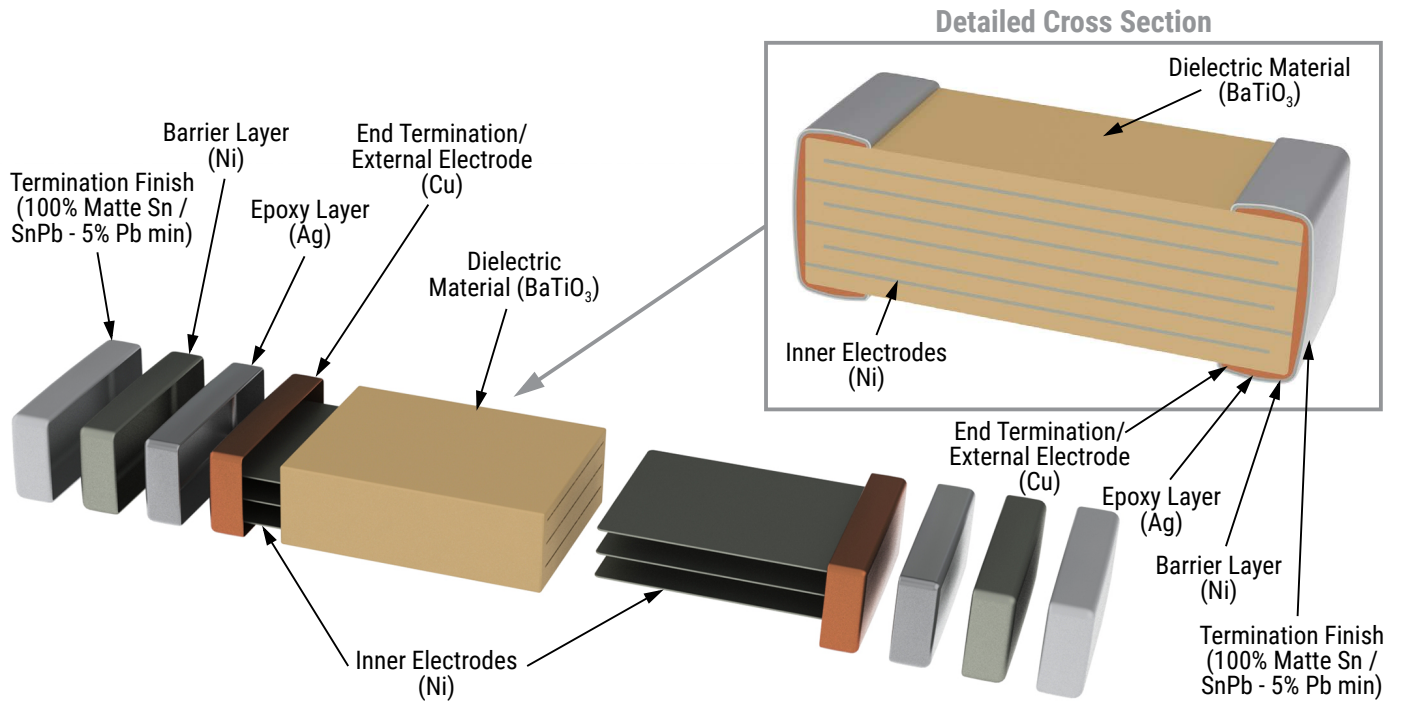 Detailed Cross Section
Dielectric Material
(BaTiO₃)
Inner Electrodes
(Ni)
Barrier Layer
(Ni)
End Termination/
External Electrode
(Cu)
Termination Finish
(100% Matte Sn /
SnPb - 5% Pb min)
Epoxy Layer
(Ag)
Dielectric
Material (BaTiO₃)
Inner Electrodes
(Ni)
End Termination/
External Electrode
(Cu)
Epoxy Layer
(Ag)
Barrier Layer
(Ni)
Termination Finish
(100% Matte Sn /
SnPb - 5% Pb min)